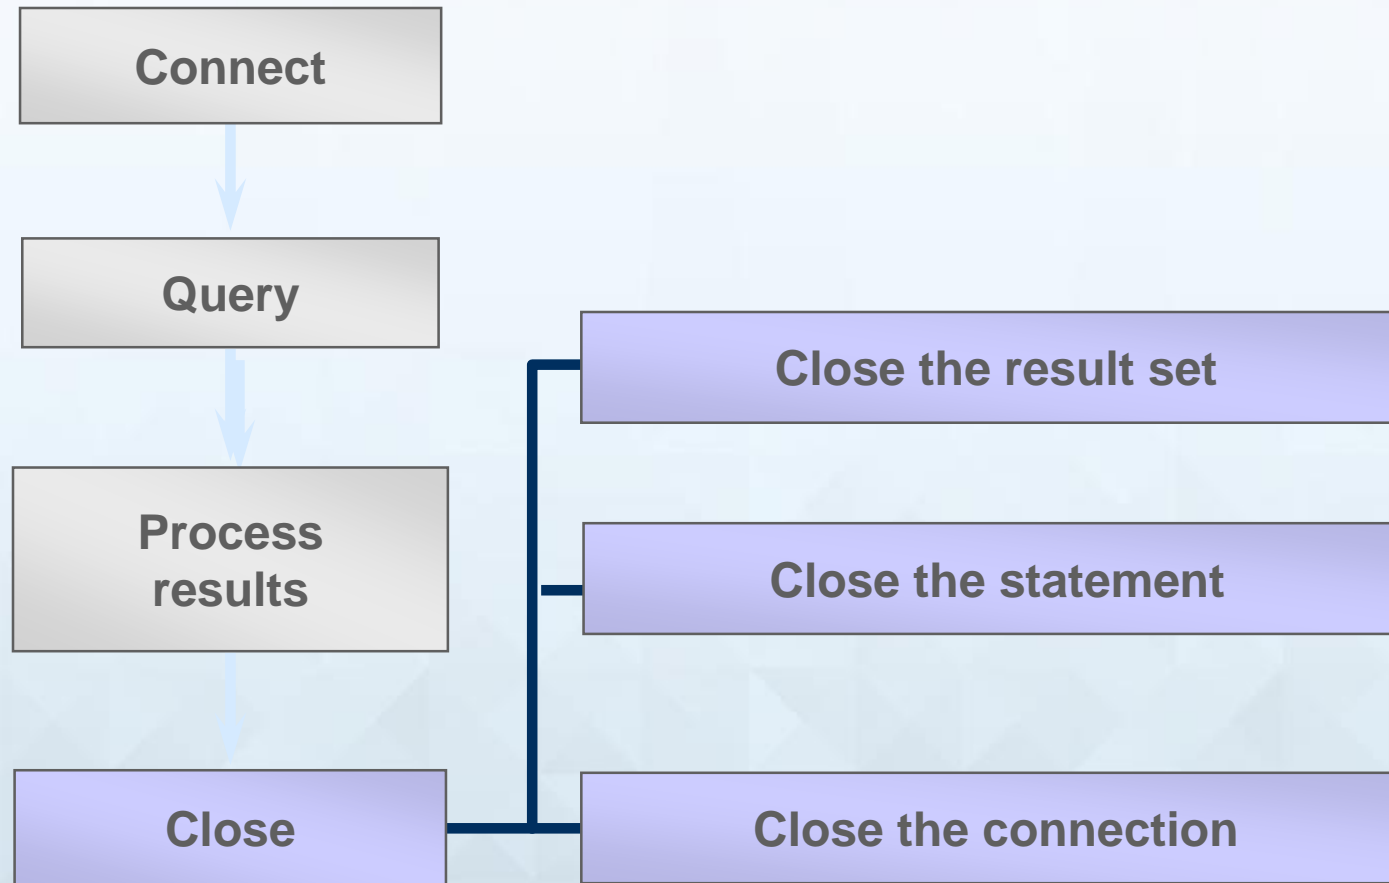 Connect
Query
Process
results
Close
Close the result set
Close the statement
Close the connection